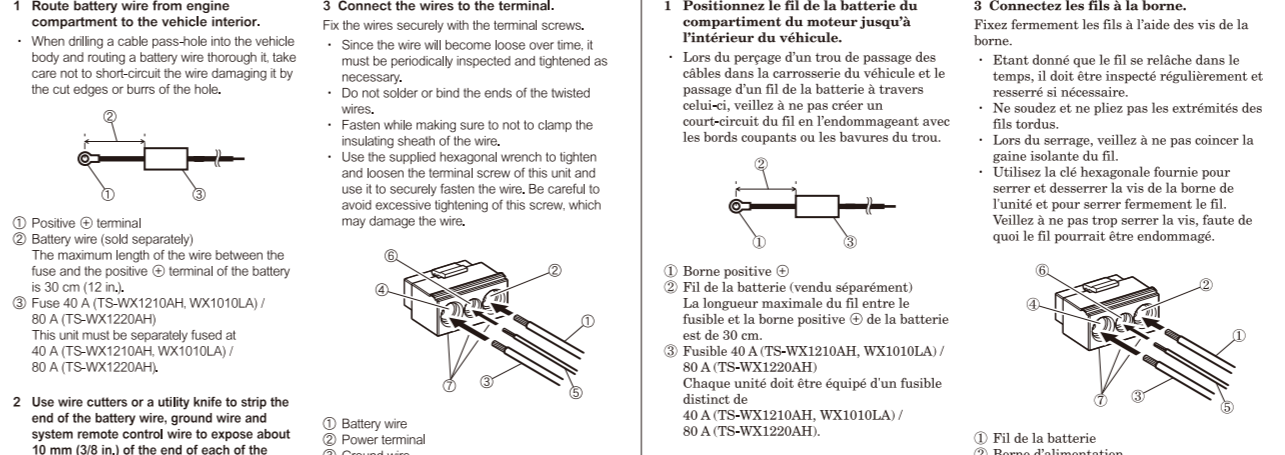 1 Route battery wire from engine
compartment to the vehicle interior.
· When drilling a cable pass-hole into the vehicle
body and routing a battery wire thorough it, take
care not to short-circuit the wire damaging it by
the cut edges or burrs of the hole.
②
① ③
① Positive ⊕ terminal
② Battery wire (sold separately)
The maximum length of the wire between the
fuse and the positive ⊕ terminal of the battery
is 30 cm (12 in.).
③ Fuse 40 A (TS-WX1210AH, WX1010LA) /
80 A (TS-WX1220AH)
This unit must be separately fused at
40 A (TS-WX1210AH, WX1010LA) /
80 A (TS-WX1220AH).
2 Use wire cutters or a utility knife to strip the
end of the battery wire, ground wire and
system remote control wire to expose about
10 mm (3/8 in.) of the end of each of the
3 Connect the wires to the terminal.
Fix the wires securely with the terminal screws.
· Since the wire will become loose over time, it
must be periodically inspected and tightened as
necessary.
· Do not solder or bind the ends of the twisted
wires.
· Fasten while making sure to not to clamp the
insulating sheath of the wire.
· Use the supplied hexagonal wrench to tighten
and loosen the terminal screw of this unit and
use it to securely fasten the wire. Be careful to
avoid excessive tightening of this screw, which
may damage the wire.
⑥
②
④
①
⑦ ③
⑤
① Battery wire
② Power terminal
③ Ground wire
1 Positionnez le fil de la batterie du
compartiment du moteur jusqu'à
l'intérieur du véhicule.
· Lors du perçage d'un trou de passage des
câbles dans la carrosserie du véhicule et le
passage d'un fil de la batterie à travers
celui-ci, veillez à ne pas créer un
court-circuit du fil en l'endommageant avec
les bords coupants ou les bavures du trou.
②
① ③
① Borne positive ⊕
② Fil de la batterie (vendu séparément)
La longueur maximale du fil entre le
fusible et la borne positive ⊕ de la batterie
est de 30 cm.
③ Fusible 40 A (TS-WX1210AH, WX1010LA) /
80 A (TS-WX1220AH)
Chaque unité doit être équipé d'un fusible
distinct de
40 A (TS-WX1210AH, WX1010LA) /
80 A (TS-WX1220AH).
3 Connectez les fils à la borne.
Fixez fermement les fils à l'aide des vis de la
borne.
· Etant donné que le fil se relâche dans le
temps, il doit être inspecté régulièrement et
resserré si nécessaire.
· Ne soudez et ne pliez pas les extrémités des
fils tordus.
· Lors du serrage, veillez à ne pas coincer la
gaine isolante du fil.
· Utilisez la clé hexagonale fournie pour
serrer et desserrer la vis de la borne de
l'unité et pour serrer fermement le fil.
Veillez à ne pas trop serrer la vis, faute de
quoi le fil pourrait être endommagé.
⑥
②
④
①
⑦ ③
⑤
① Fil de la batterie
② Borne d'alimentation